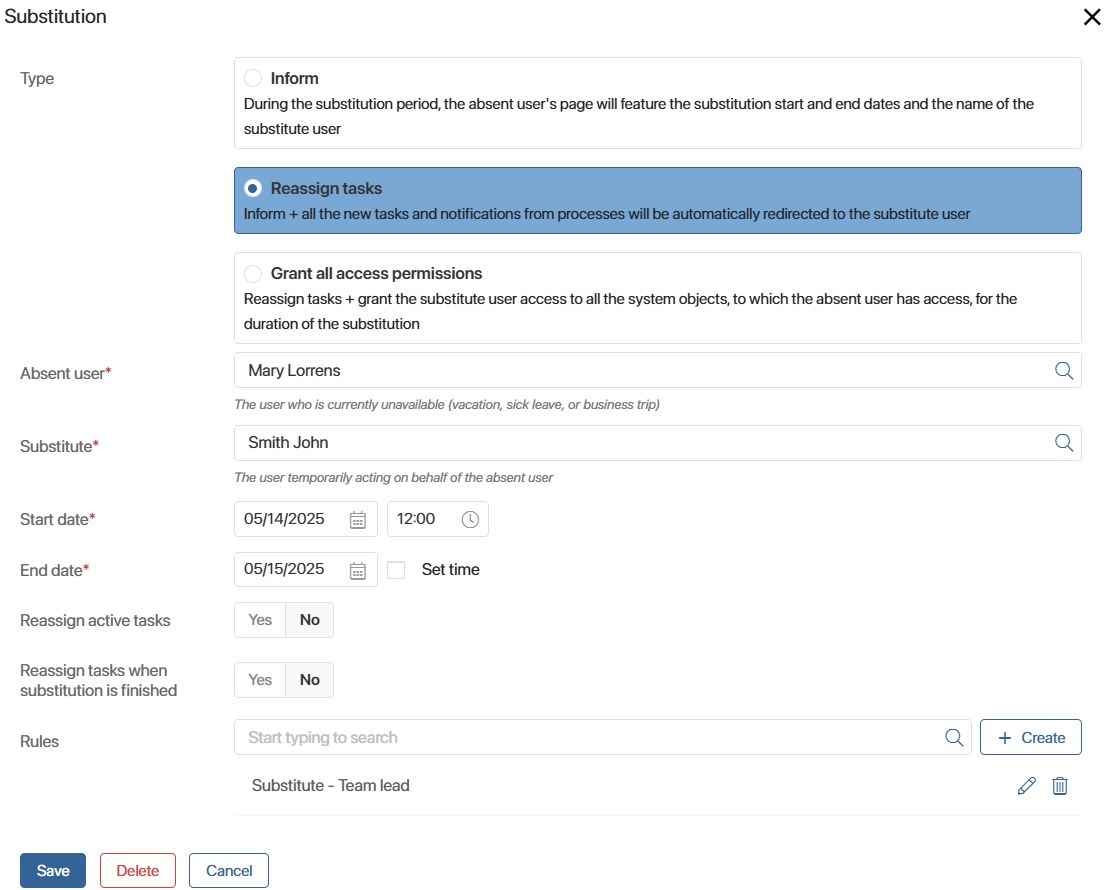 Substitution
Type
Inform
During the substitution period, the absent user's page will feature the substitution start and end dates and the name of the
substitute user
Reassign tasks
Inform + all the new tasks and notifications from processes will be automatically redirected to the substitute user
Grant all access permissions
Reassign tasks + grant the substitute user access to all the system objects, to which the absent user has access, for the
duration of the substitution
Absent user*
Mary Lorrens
The user who is currently unavailable (vacation, sick leave, or business trip)
Substitute*
Smith John
The user temporarily acting on behalf of the absent user
Start date*
05/14/2025 12:00
End date*
05/15/2025 Set time
Reassign active tasks
Yes No
Reassign tasks when
substitution is finished
Yes No
Rules
Start typing to search
+ Create
Substitute - Team lead
Save Delete Cancel